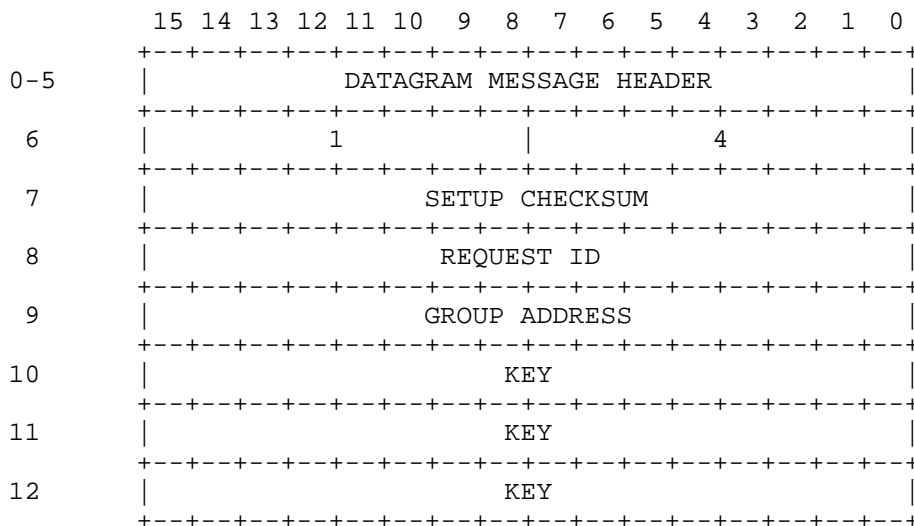 15 14 13 12 11 10 9 8 7 6 5 4 3 2 1 0
+--+--+--+--+--+--+--+--+--+--+--+--+--+--+--+--+
0-5 | DATAGRAM MESSAGE HEADER |
+--+--+--+--+--+--+--+--+--+--+--+--+--+--+--+--+
6 | 1 | 4 |
+--+--+--+--+--+--+--+--+--+--+--+--+--+--+--+--+
7 | SETUP CHECKSUM |
+--+--+--+--+--+--+--+--+--+--+--+--+--+--+--+--+
8 | REQUEST ID |
+--+--+--+--+--+--+--+--+--+--+--+--+--+--+--+--+
9 | GROUP ADDRESS |
+--+--+--+--+--+--+--+--+--+--+--+--+--+--+--+--+
10 | KEY |
+--+--+--+--+--+--+--+--+--+--+--+--+--+--+--+--+
11 | KEY |
+--+--+--+--+--+--+--+--+--+--+--+--+--+--+--+--+
12 | KEY |
+--+--+--+--+--+--+--+--+--+--+--+--+--+--+--+--+